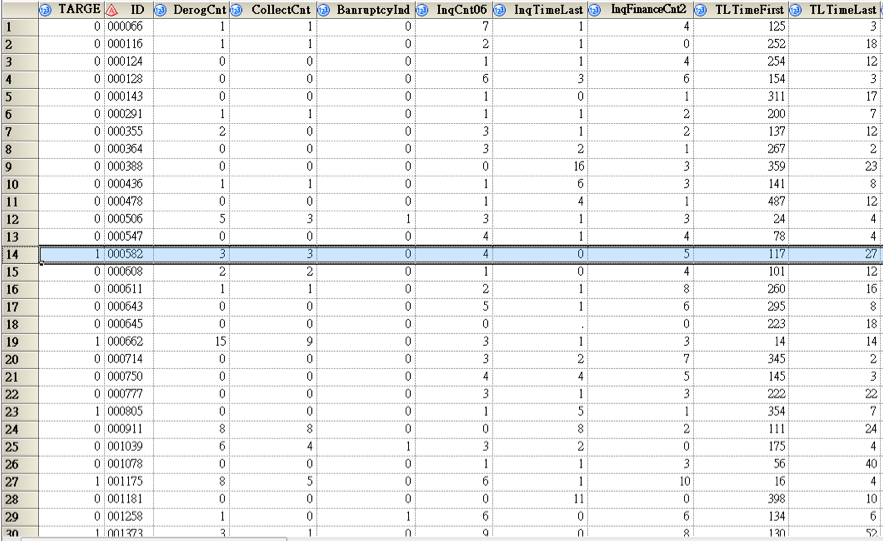 TARGE ID DerogCnt CollectCnt BanruptcyInd InqCnt06 InqTimeLast InqFinanceCnt2 TLTimeFirst TLTimeLast
1 0 000066 1 1 0 7 1 4 125 3
2 0 000116 1 1 0 2 1 0 252 18
3 0 000124 0 0 0 1 1 4 254 12
4 0 000128 0 0 0 6 3 6 154 3
5 0 000143 0 0 0 1 0 1 311 17
6 0 000291 1 1 0 1 1 2 200 7
7 0 000355 2 0 0 3 1 2 137 12
8 0 000364 0 0 0 3 2 1 267 2
9 0 000388 0 0 0 0 16 3 359 23
10 0 000436 1 1 0 1 6 3 141 8
11 0 000478 0 0 0 1 4 1 487 12
12 0 000506 5 3 1 3 1 3 24 4
13 0 000547 0 0 0 4 1 4 78 4
14 1 000582 3 3 0 4 0 5 117 27
15 0 000608 2 2 0 1 0 4 101 12
16 0 000611 1 1 0 2 1 8 260 16
17 0 000643 0 0 0 5 1 6 295 8
18 0 000645 0 0 0 0 . 0 223 18
19 1 000662 15 9 0 3 1 3 14 14
20 0 000714 0 0 0 3 2 7 345 2
21 0 000750 0 0 0 4 4 5 145 3
22 0 000777 0 0 0 3 1 3 222 22
23 1 000805 0 0 0 1 5 1 354 7
24 0 000911 8 8 0 0 8 2 111 24
25 0 001039 6 4 1 3 2 0 175 4
26 0 001078 0 0 0 1 1 3 56 40
27 1 001175 8 5 0 6 1 10 16 4
28 0 001181 0 0 0 0 11 0 398 10
29 0 001258 1 0 1 6 0 6 134 6
30 1 001373 3 1 0 9 0 8 130 52